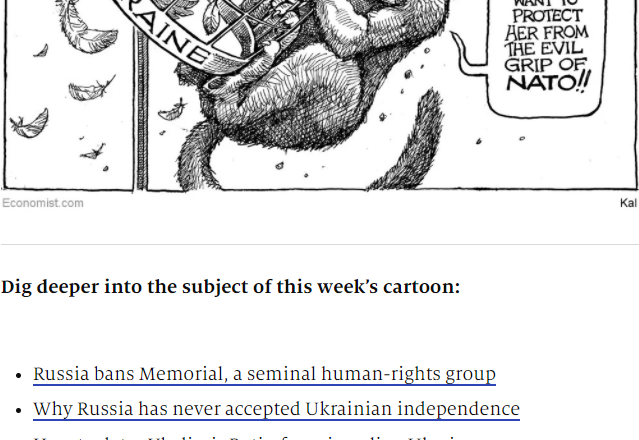 RAINE
WANT TO
PROTECT
HER FROM
THE EVIL
GRIP OF
NATO!!
Economist.com
Kal
Dig deeper into the subject of this week's cartoon:
Russia bans Memorial, a seminal human-rights group
Why Russia has never accepted Ukrainian independence